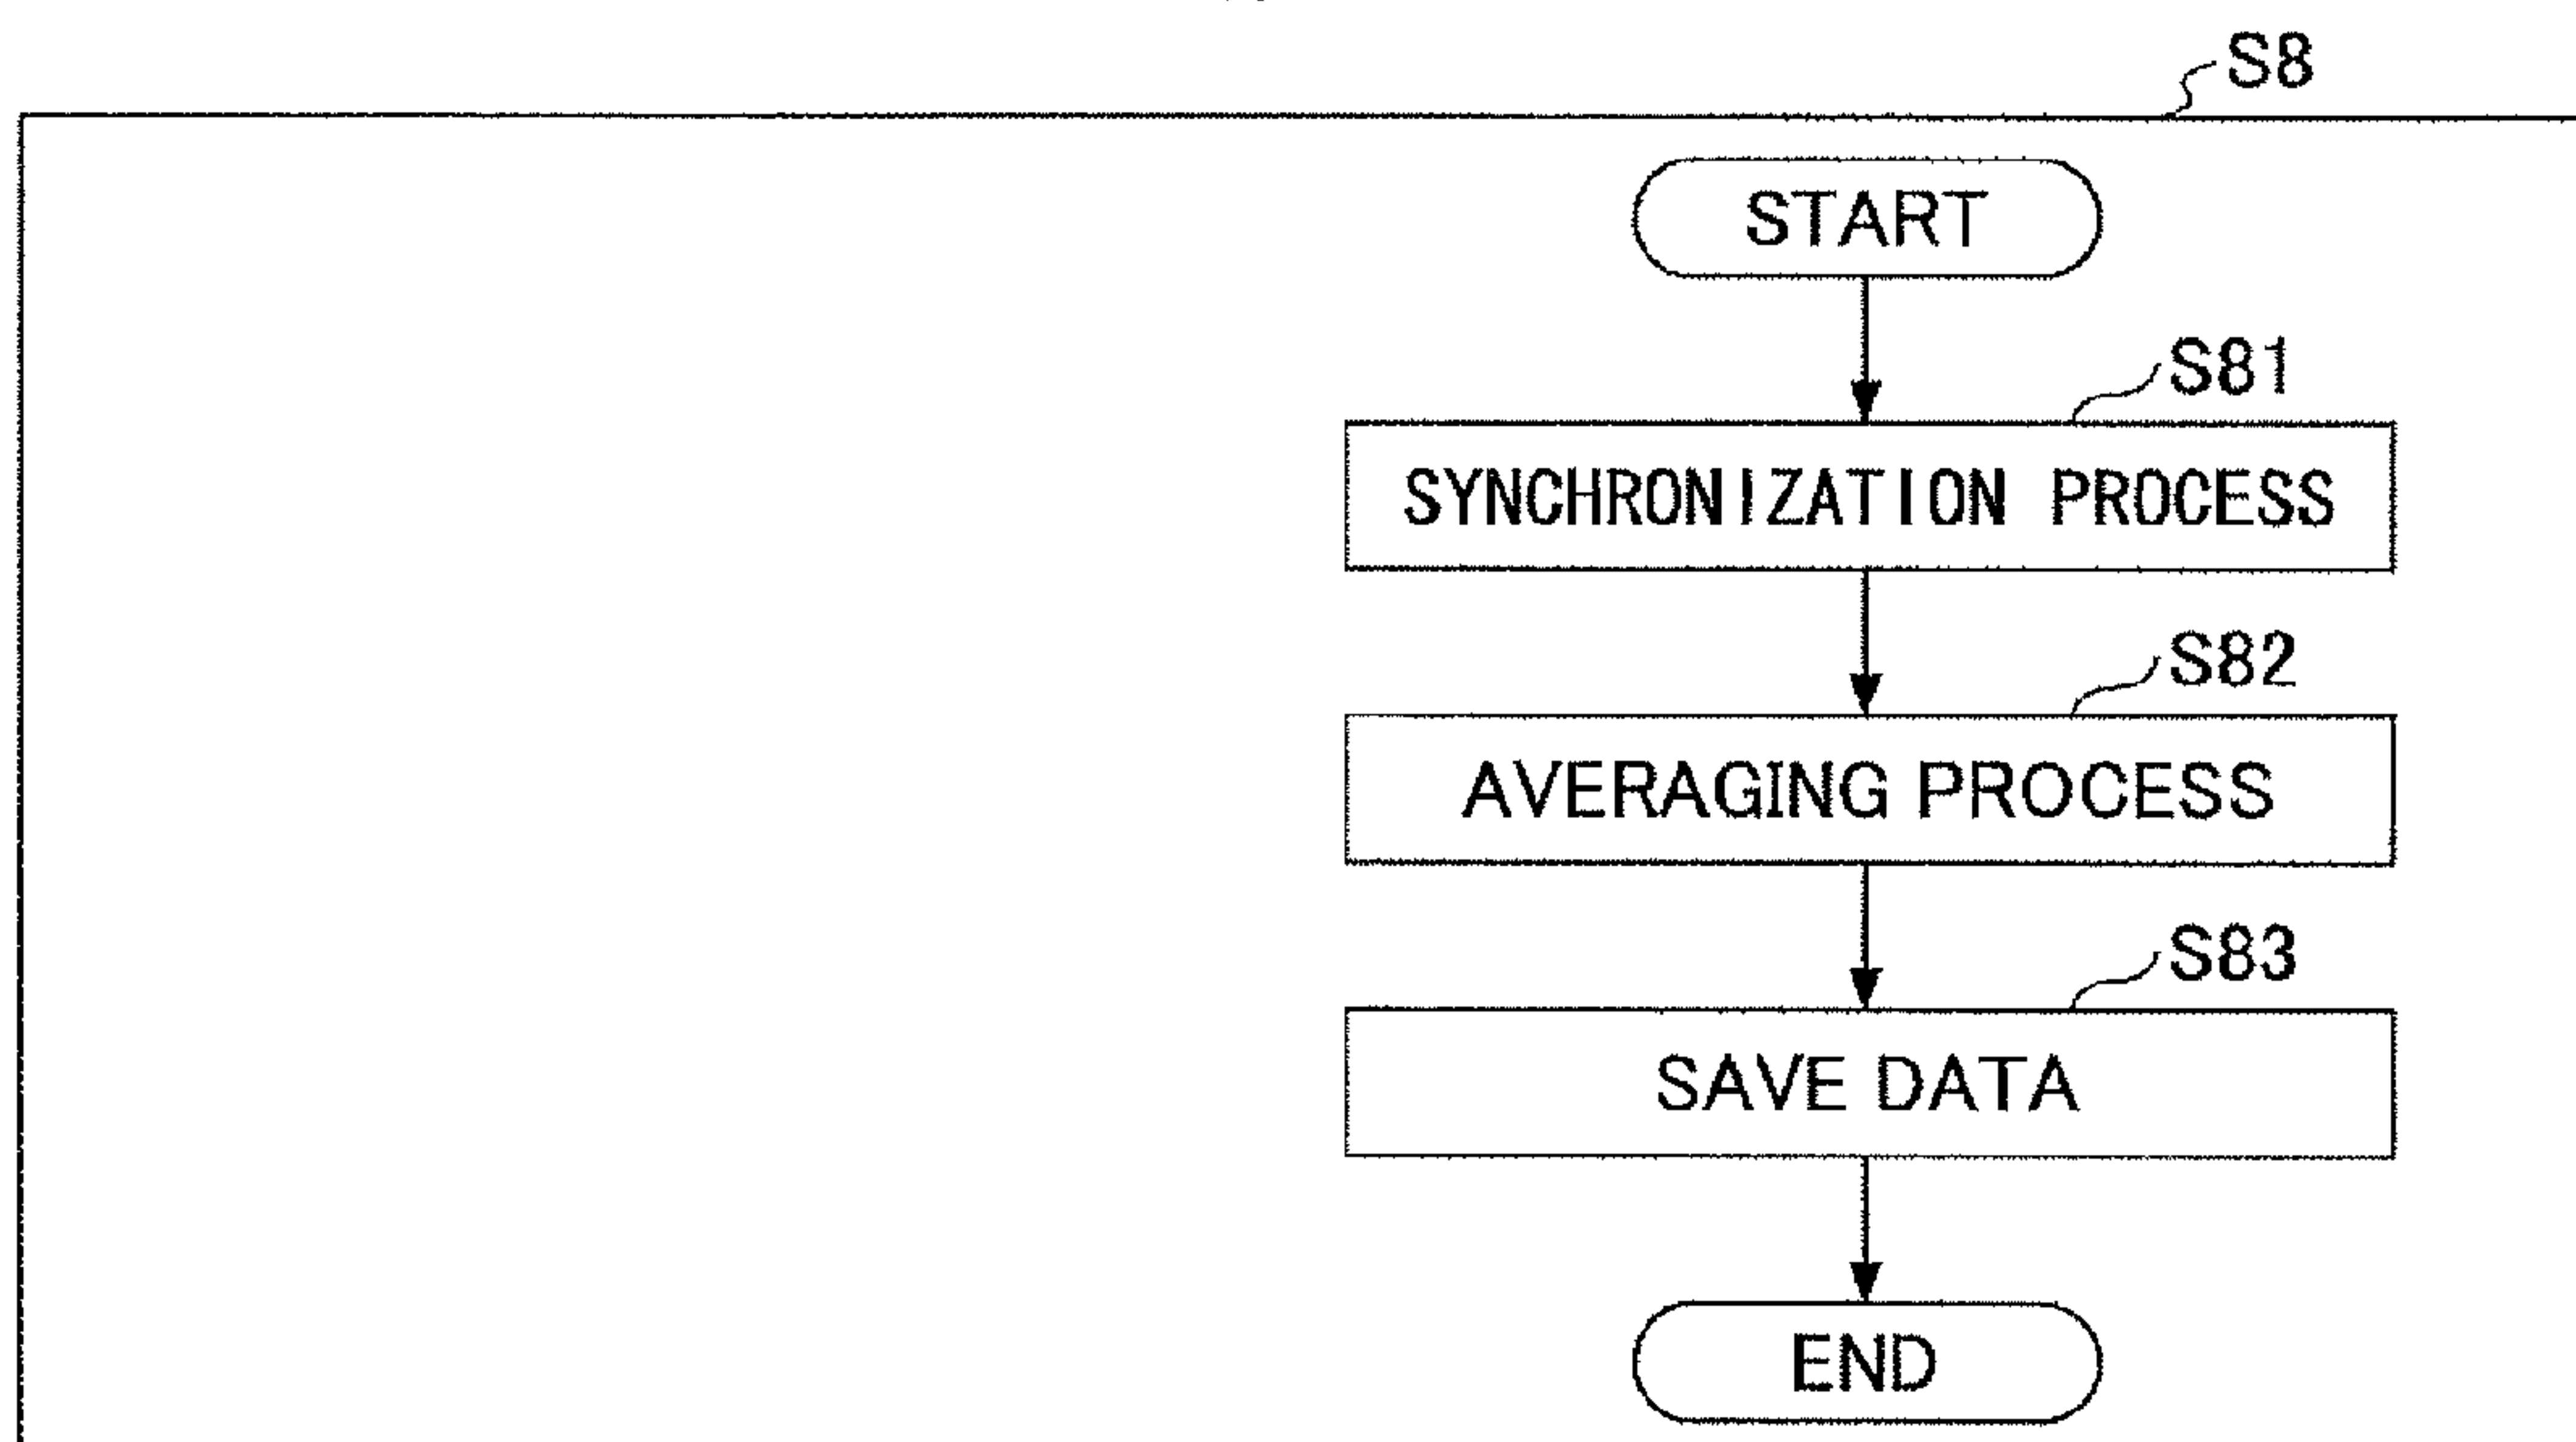 S8
START
S81
SYNCHRONIZATION PROCESS
S82
AVERAGING PROCESS
S83
SAVE DATA
END